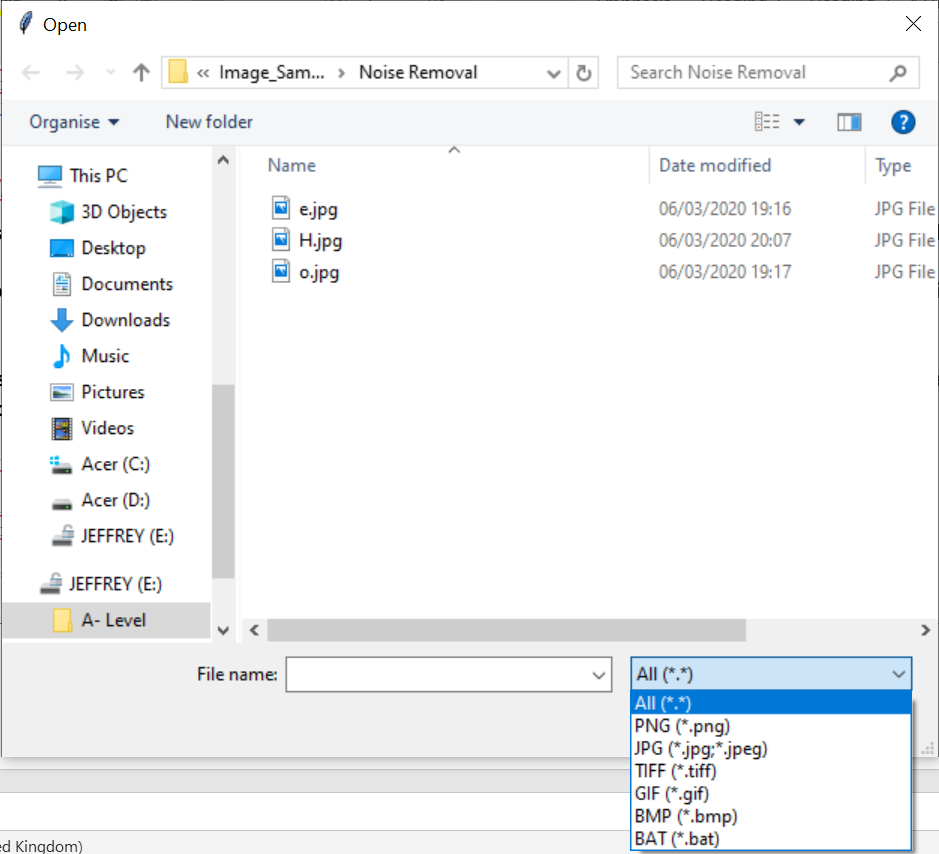 Open
« Image_Sam... › Noise Removal
Search Noise Removal
Organise
New folder
?
Name Date modified Type
This PC
3D Objects
Desktop
Documents
Downloads
Music
Pictures
Videos
Acer (C:)
Acer (D:)
JEFFREY (E:)
JEFFREY (E:)
A- Level
e.jpg 06/03/2020 19:16 JPG File
H.jpg 06/03/2020 20:07 JPG File
o.jpg 06/03/2020 19:17 JPG File
File name:
All (*.*)
All (*.*)
PNG (*.png)
JPG (*.jpg;*.jpeg)
TIFF (*.tiff)
GIF (*.gif)
BMP (*.bmp)
BAT (*.bat)
ed Kingdom)